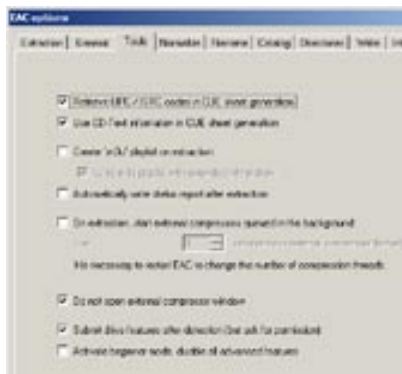 EAC options
Extraction General Tools Normalize Filename Catalog Directories Write
Retrieve UPC / ISRC codes in CUE sheet generation
Use CD-Text information in CUE sheet generation
Create 'm3u' playlist on extraction
Automatically write status report after extraction
On extraction, start external compressors queued in the background
1
It is necessary to restart EAC to change the number of compression threads
Do not open external compressor window
Submit drive features after detection (but ask for permission)
Activate beginner mode, disable all advanced features